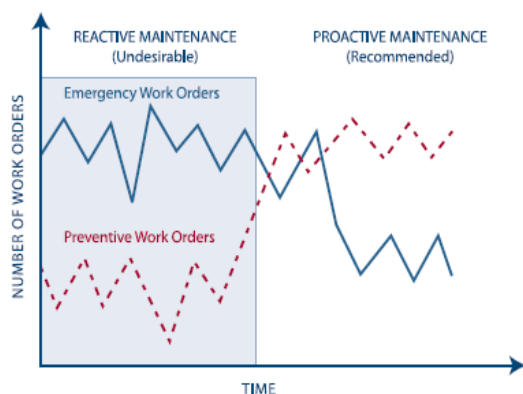 REACTIVE MAINTENANCE
(Undesirable)
PROACTIVE MAINTENANCE
(Recommended)
Emergency Work Orders
Preventive Work Orders
NUMBER OF WORK ORDERS
TIME